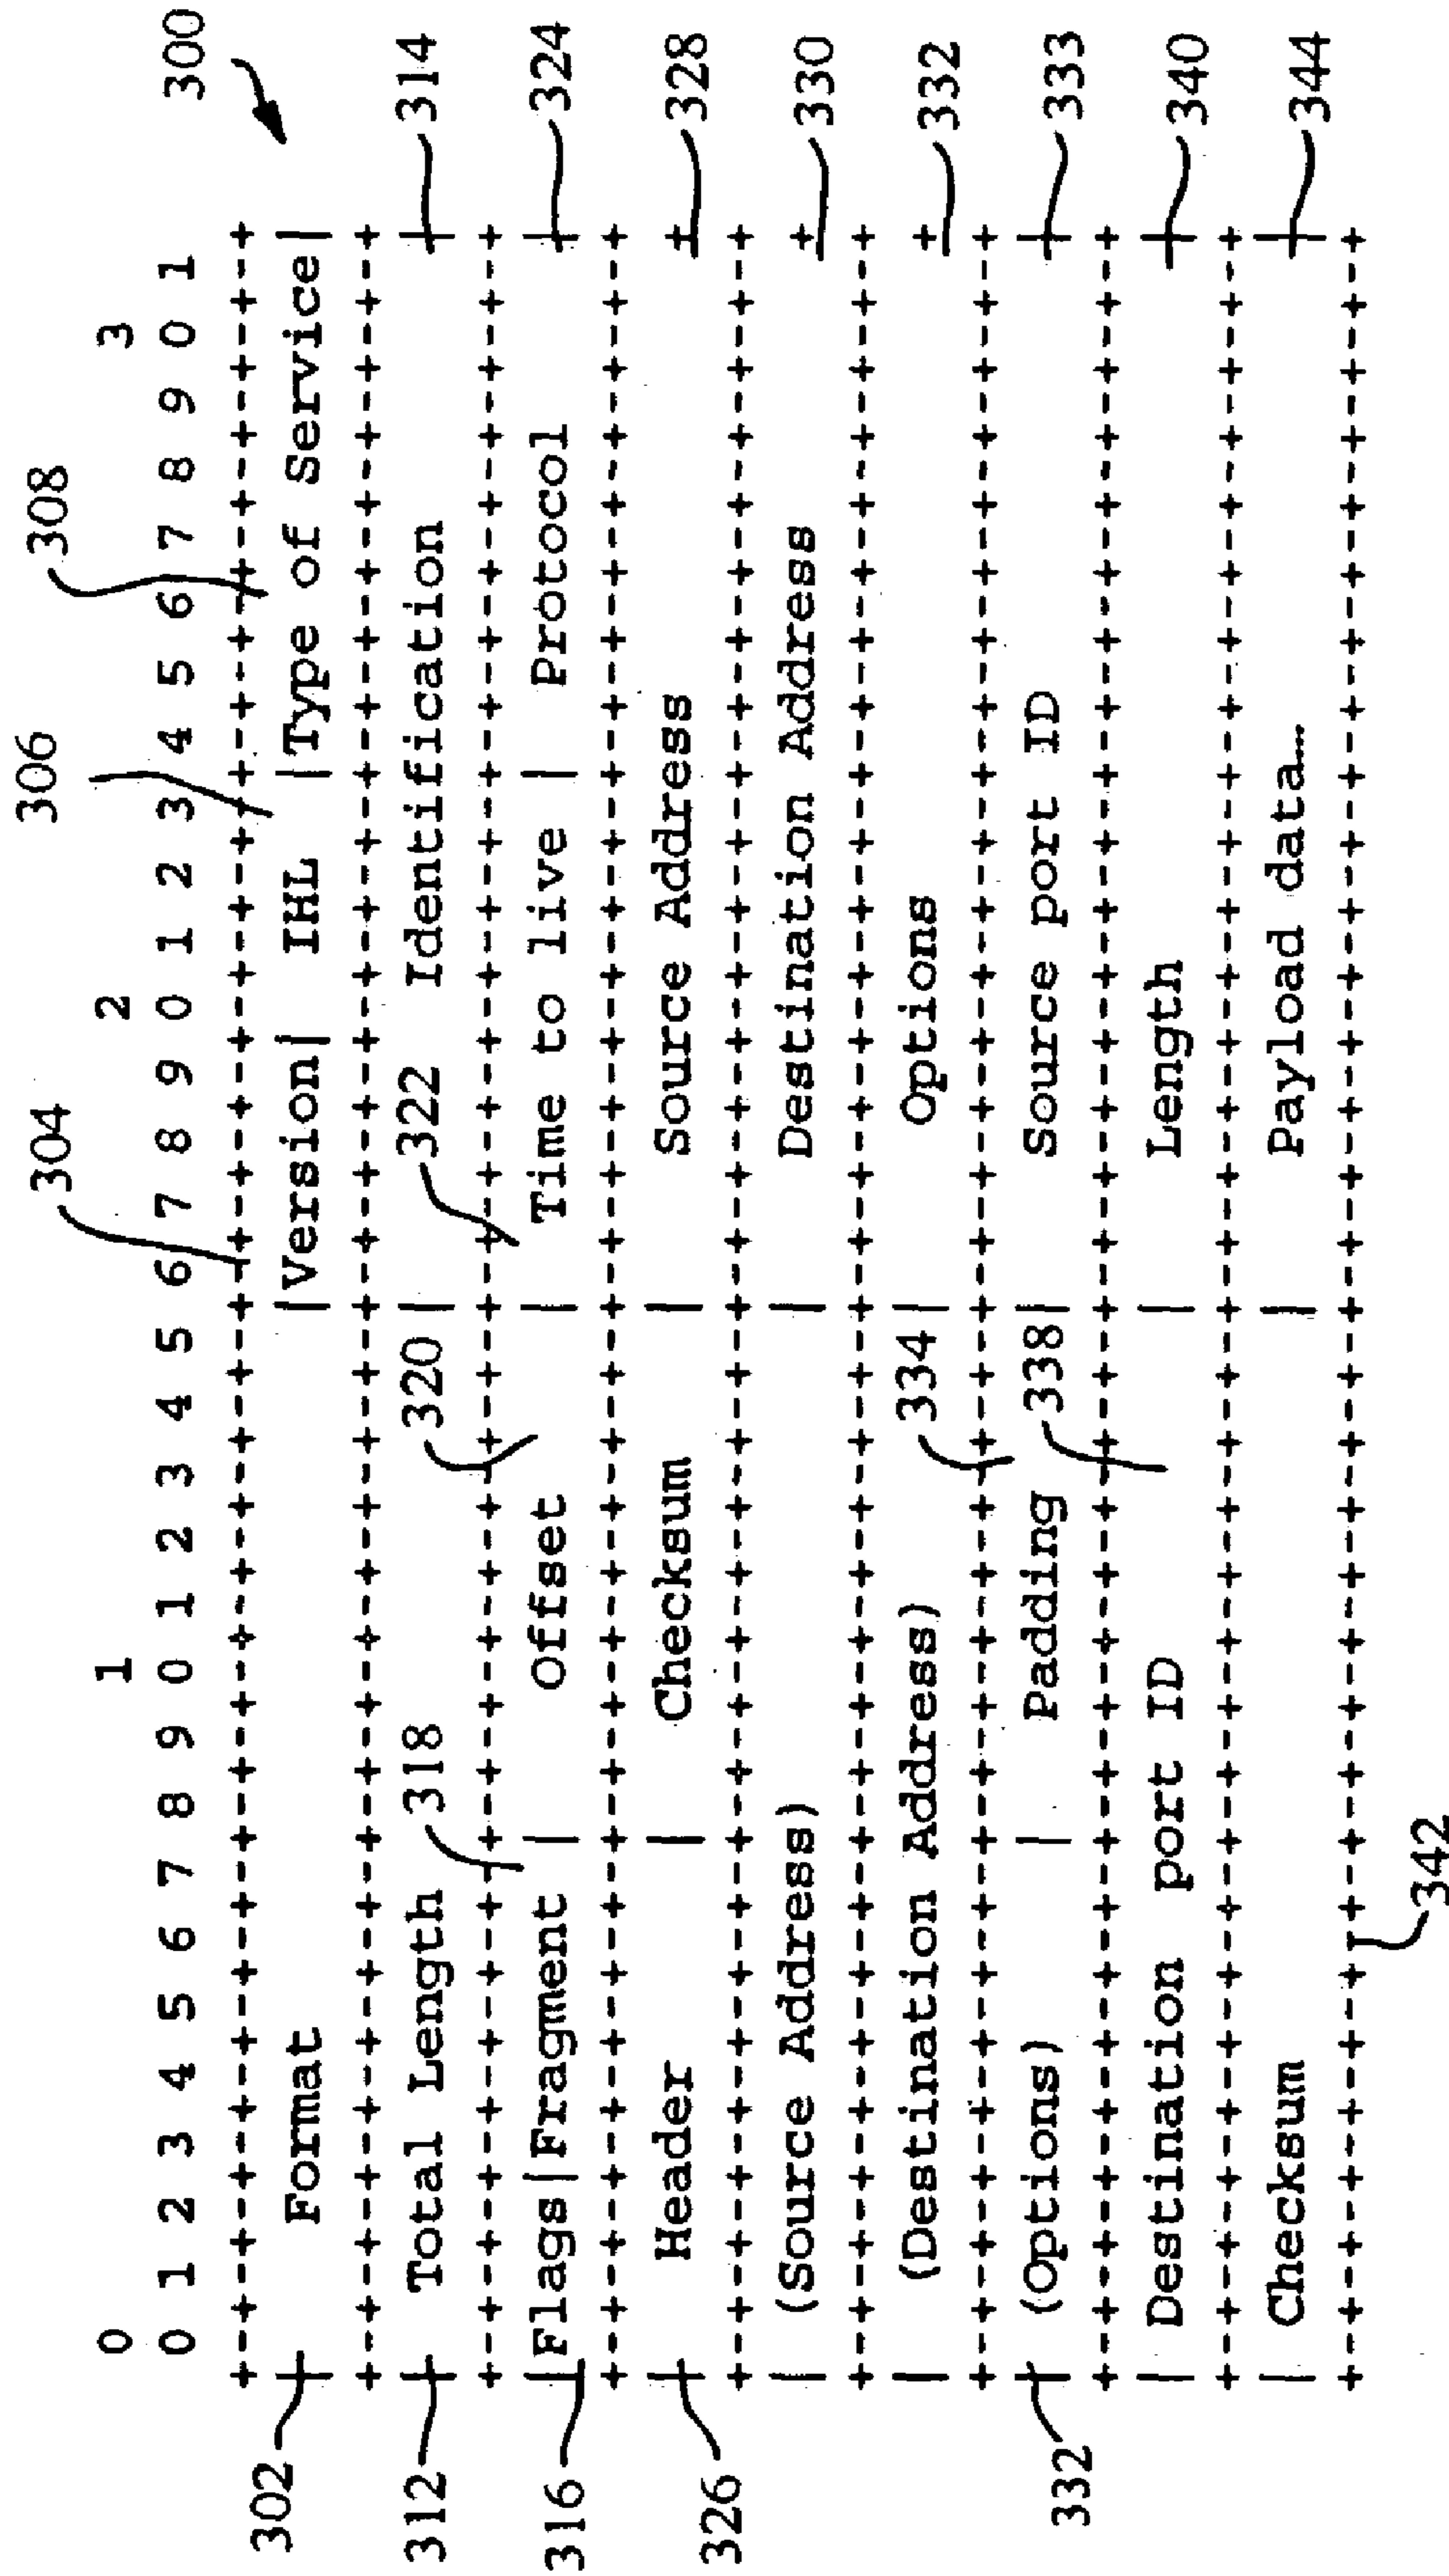 300
304 306 308
0 1 2 3
0 1 2 3 4 5 6 7 8 9 0 1 2 3 4 5 6 7 8 9 0 1 2 3 4 5 6 7 8 9 0 1
+-+-+-+-+-+-+-+-+-+-+-+-+-+-+-+-+-+-+-+-+-+-+-+-+-+-+-+-+-+-+-+-+
302 | Format |Version| IHL |Type of Service|
+-+-+-+-+-+-+-+-+-+-+-+-+-+-+-+-+-+-+-+-+-+-+-+-+-+-+-+-+-+-+-+-+
312 | Total Length 318 320 | 322 Identification | 314
+-+-+-+-+-+-+-+-+-+-+-+-+-+-+-+-+-+-+-+-+-+-+-+-+-+-+-+-+-+-+-+-+
316 |Flags|Fragment | Offset | Time to live | Protocol | 324
+-+-+-+-+-+-+-+-+-+-+-+-+-+-+-+-+-+-+-+-+-+-+-+-+-+-+-+-+-+-+-+-+
326 | Header | Checksum | Source Address ± 328
+-+-+-+-+-+-+-+-+-+-+-+-+-+-+-+-+-+-+-+-+-+-+-+-+-+-+-+-+-+-+-+-+
| (Source Address) | Destination Address ± 330
+-+-+-+-+-+-+-+-+-+-+-+-+-+-+-+-+-+-+-+-+-+-+-+-+-+-+-+-+-+-+-+-+
| (Destination Address) 334 | Options ± 332
+-+-+-+-+-+-+-+-+-+-+-+-+-+-+-+-+-+-+-+-+-+-+-+-+-+-+-+-+-+-+-+-+
332 | (Options) | Padding 338 | Source port ID | 333
+-+-+-+-+-+-+-+-+-+-+-+-+-+-+-+-+-+-+-+-+-+-+-+-+-+-+-+-+-+-+-+-+
| Destination port ID | Length | 340
+-+-+-+-+-+-+-+-+-+-+-+-+-+-+-+-+-+-+-+-+-+-+-+-+-+-+-+-+-+-+-+-+
| Checksum | Payload data… | 344
+-+-+-+-+-+-+-+-+-+-+-+-+-+-+-+-+-+-+-+-+-+-+-+-+-+-+-+-+-+-+-+-+
342